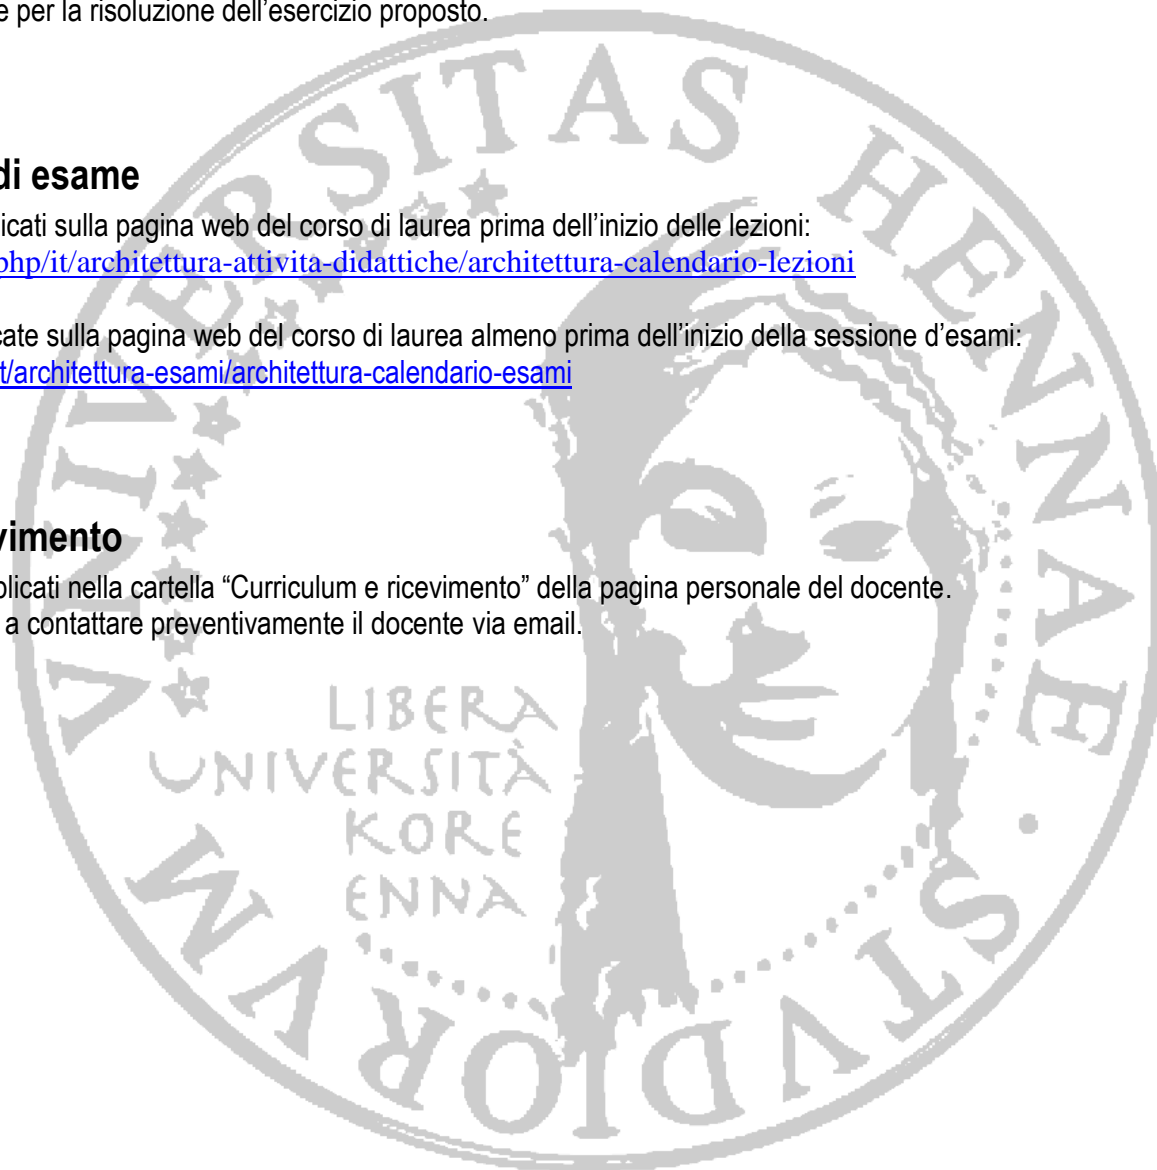 e per la risoluzione dell’esercizio proposto.
di esame
licati sulla pagina web del corso di laurea prima dell’inizio delle lezioni:
php/it/architettura-attivita-didattiche/architettura-calendario-lezioni
cate sulla pagina web del corso di laurea almeno prima dell’inizio della sessione d’esami:
t/architettura-esami/architettura-calendario-esami
vimento
olicati nella cartella “Curriculum e ricevimento” della pagina personale del docente.
a contattare preventivamente il docente via email.
VNIVERSITAS HENNAE · STVDIORVM
LIBERA
UNIVERSITÀ
KORE
ENNA